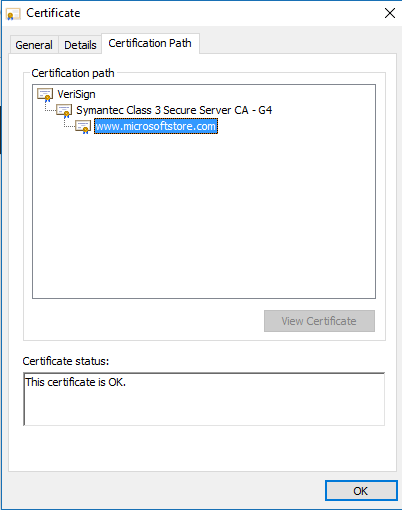 Certificate
General
Details
Certification Path
Certification path
VeriSign
Symantec Class 3 Secure Server CA - G4
www.microsoftstore.com
View Certificate
Certificate status:
This certificate is OK.
OK